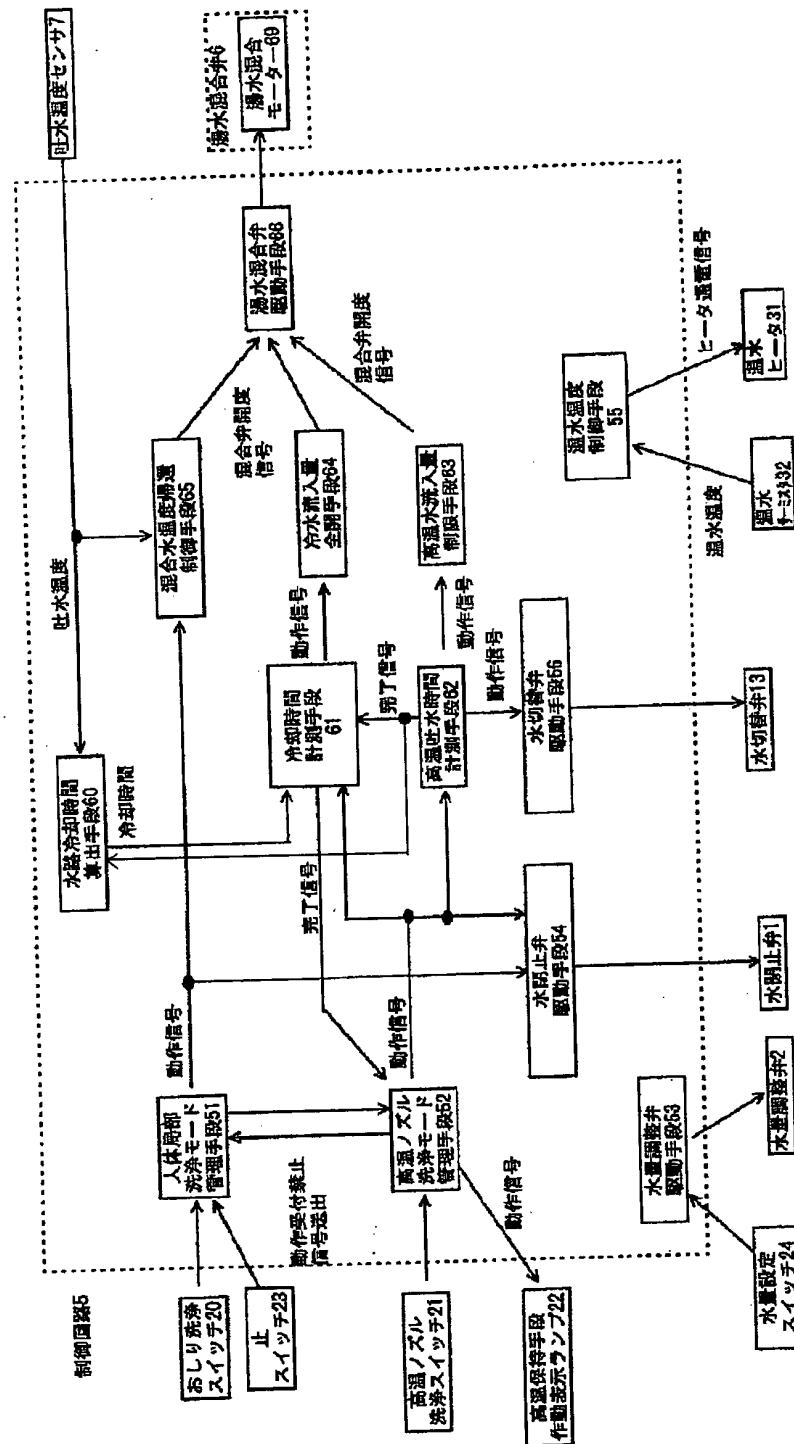 制御回路5
おしり洗浄
スイッチ20
止
スイッチ23
高温ノズル
洗浄スイッチ21
高温保持手段
作動表示ランプ22
水量設定
スイッチ24
人体局部
洗浄モード
管理手段51
動作受付禁止
信号送出
高温ノズル
洗浄モード
管理手段52
動作信号
水量調整弁
駆動手段53
水量調整弁2
動作信号
動作信号
完了信号
水閉止弁
駆動手段54
水閉止弁1
水路冷却時間
算出手段60
冷却時間
冷却時間
計測手段
61
完了信号
高温吐水時間
計測手段62
動作信号
水切替弁
駆動手段56
水切替弁13
吐水温度
混合水温度帰還
制御手段65
動作信号
冷水流入量
全開手段64
動作信号
高温水流入量
制限手段63
混合弁開度
信号
混合弁開度
信号
温水温度
温水
サーミスタ32
温水温度
制御手段
55
ヒータ通電信号
温水
ヒータ31
湯水混合弁
駆動手段68
湯水混合弁6
湯水混合
モーター69
吐水温度センサ7